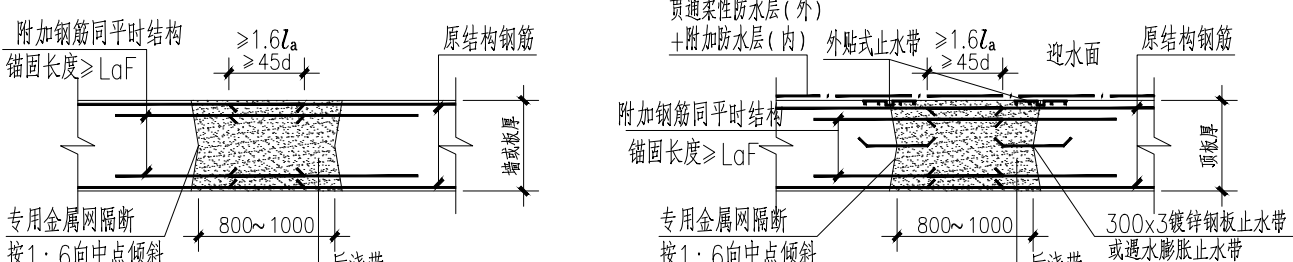 附加钢筋同平时结构
锚固长度≥LaF
≥1.6la
≥45d
原结构钢筋
墙或板厚
专用金属网隔断
按1:6向中点倾斜
800~1000
后浇带
贯通柔性防水层(外)
+附加防水层(内)
外贴式止水带
≥1.6la
≥45d
迎水面
原结构钢筋
附加钢筋同平时结构
锚固长度≥LaF
顶板厚
专用金属网隔断
按1:6向中点倾斜
800~1000
后浇带
300x3镀锌钢板止水带
或遇水膨胀止水带